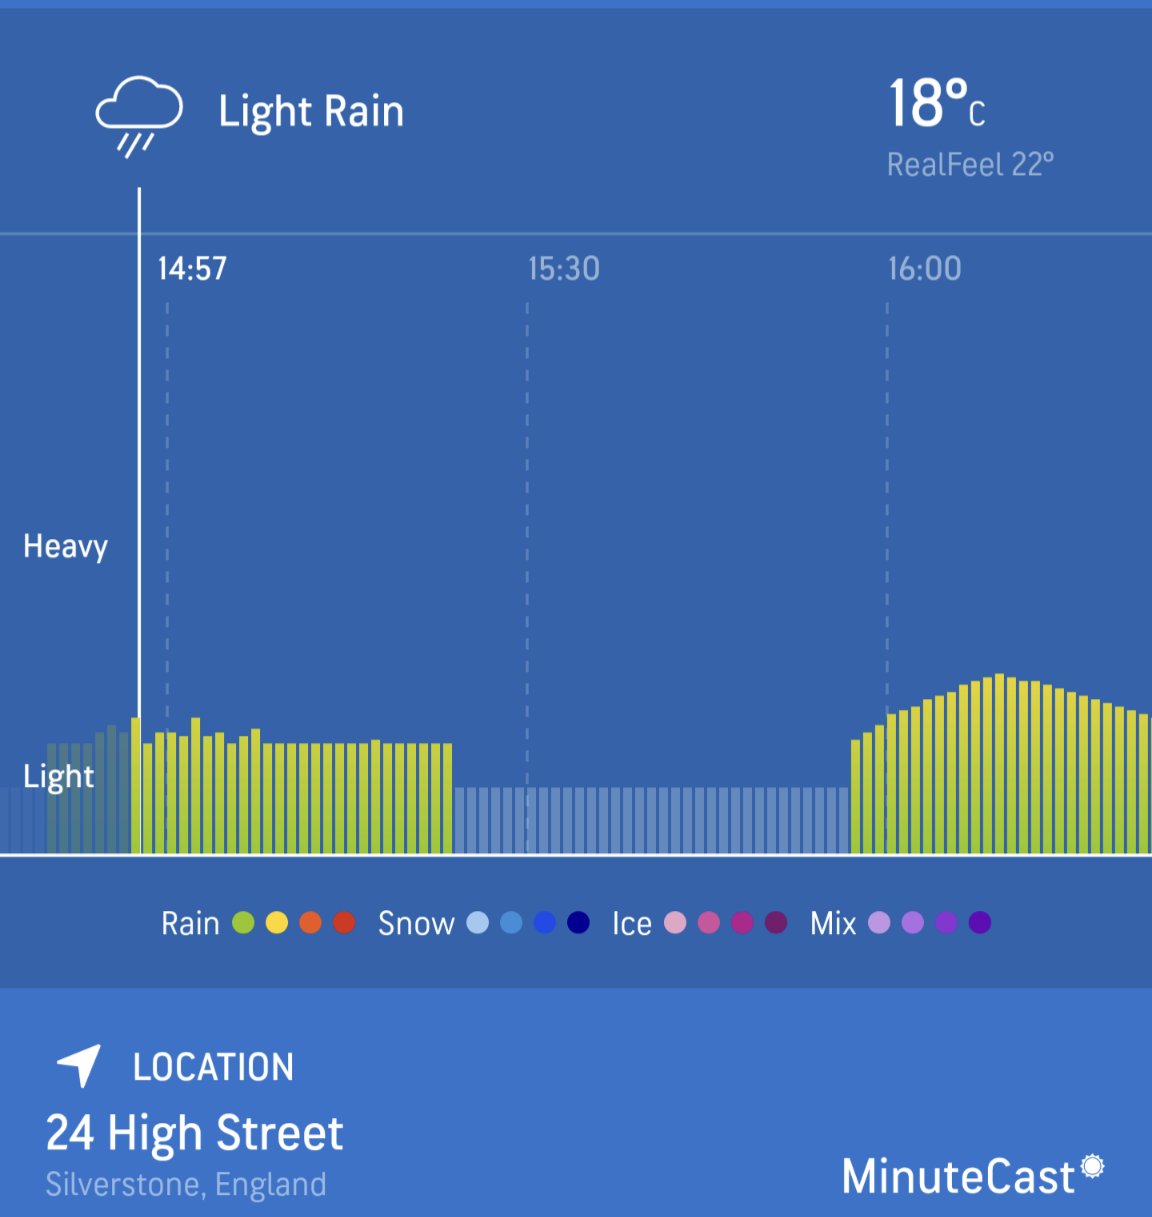 Light Rain
18°C
RealFeel 22°
14:57 15:30 16:00
Heavy
Light
Rain Snow Ice Mix
LOCATION
24 High Street
Silverstone, England
MinuteCast